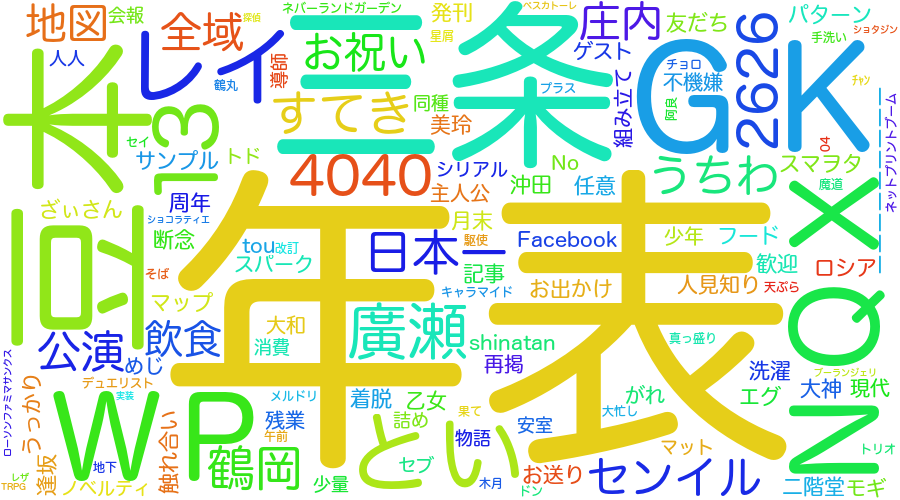 地図
会報
人人
本
レイ
全域
導師
鶴丸
お祝い
ネバーランドガーデン
発刊
星屑
三条
ペスカトーレ
庄内
ゲスト
プラス
組み立て
友だち
チョロ
不機嫌
阿良
GK
2626
探偵
パターン
手洗い
ショタジン
ﾁｬﾝ
04
ネットプリントブーム
13
セイ
サンプル
トド
すてき
同種
美玲
4040
シリアル
主人公
No
沖田
任意
うちわ
スマヲタ
魔道
豆
ざぃさん
周年
ショコラティエ
断念
そば
tou
改訂
スパーク
年表
日本一
月末
駆使
記事
キャラマイド
Facebook
お出かけ
少年
フード
人見知り
歓迎
天ぷら
ロシア
XQN
公演
めじ
飲食
マップ
大和
消費
廣瀬
shinatan
再掲
真っ盛り
洗濯
エグ
大神
現代
ブーランジェリ
デュエリスト
実装
WP
メルドリ
残業
午前
着脱
乙女
詰め
果て
とい
物語
安室
大忙し
がれ
マット
トリオ
ローソンファミマサンクス
うっかり
逢坂
地下
触れ合い
鶴岡
少量
セブ
木月
お送り
ドン
センイル
二階堂
モギ
レザ
TRPG
ノベルティ